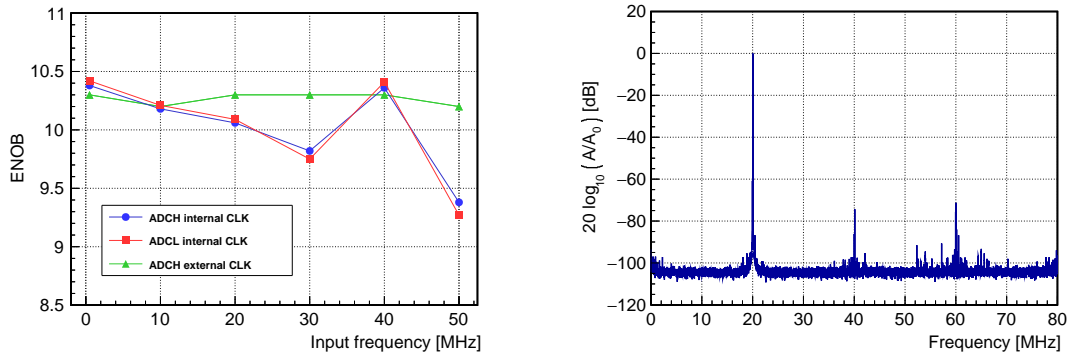 11
10.5
10
9.5
9
8.5
ENOB
ADCH internal CLK
ADCL internal CLK
ADCH external CLK
0 10 20 30 40 50
Input frequency [MHz]
20
0
−20
−40
−60
−80
−100
−120
20 log₁₀ ( A/A₀ ) [dB]
0 10 20 30 40 50 60 70 80
Frequency [MHz]